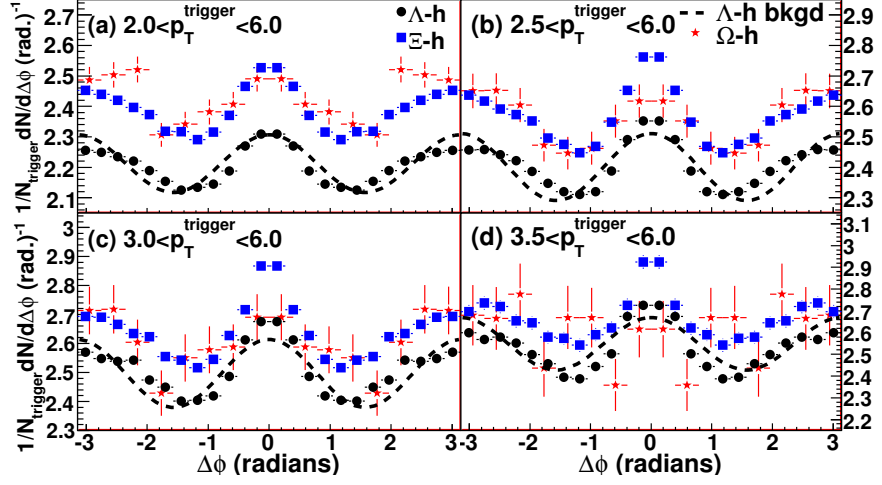 (a) 2.0<p_T^trigger <6.0
Λ-h
Ξ-h
(b) 2.5<p_T^trigger <6.0
Λ-h bkgd
Ω-h
1/N_trigger dN/dΔϕ (rad.)^-1
2.7
2.6
2.5
2.4
2.3
2.2
2.1
2.9
2.8
2.7
2.6
2.5
2.4
2.3
2.2
(c) 3.0<p_T^trigger <6.0
(d) 3.5<p_T^trigger <6.0
1/N_trigger dN/dΔϕ (rad.)^-1
3
2.9
2.8
2.7
2.6
2.5
2.4
2.3
3.1
3
2.9
2.8
2.7
2.6
2.5
2.4
2.3
2.2
-3 -2 -1 0 1 2 3
-3 -2 -1 0 1 2 3
Δϕ (radians)
Δϕ (radians)